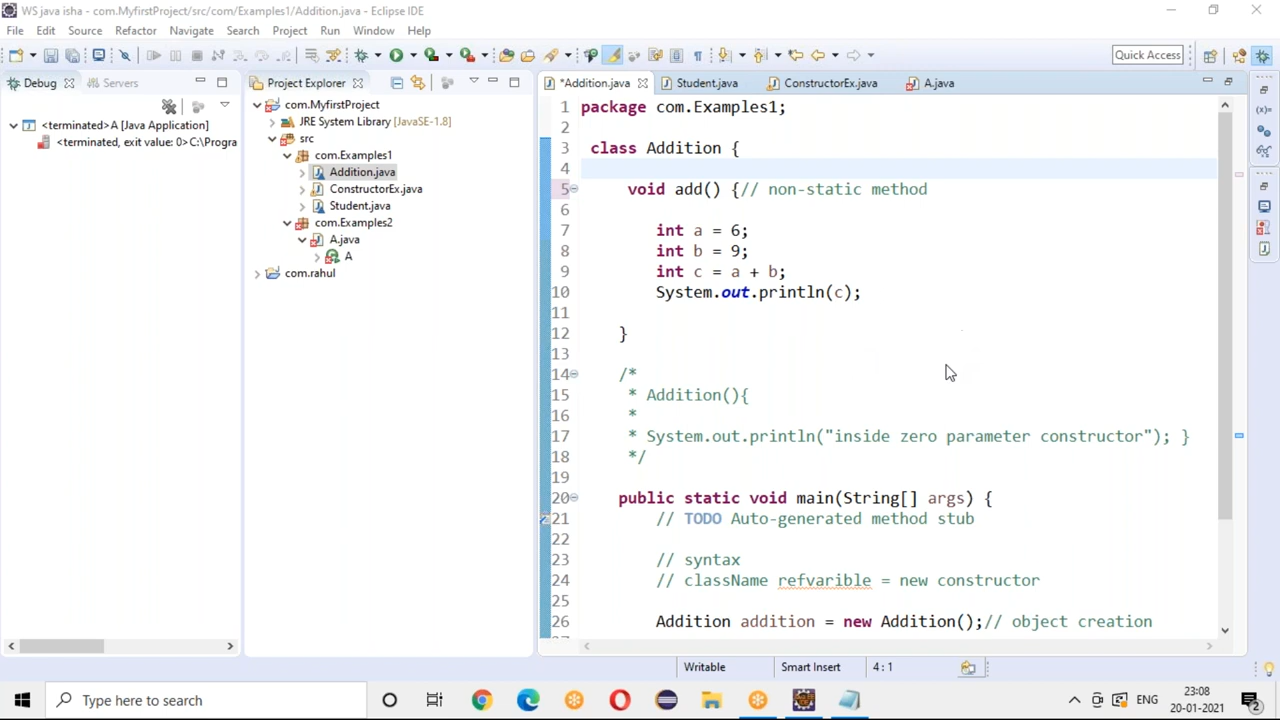 WS java isha - com.MyfirstProject/src/com/Examples1/Addition.java - Eclipse IDE
File Edit Source Refactor Navigate Search Project Run Window Help
Quick Access
Debug Servers
Project Explorer
*Addition.java Student.java ConstructorEx.java A.java
<terminated>A [Java Application]
<terminated, exit value: 0>C:\Progra
com.MyfirstProject
JRE System Library [JavaSE-1.8]
src
com.Examples1
Addition.java
ConstructorEx.java
Student.java
com.Examples2
A.java
A
com.rahul
1 package com.Examples1;
2
3 class Addition {
4
5 void add() {// non-static method
6
7 int a = 6;
8 int b = 9;
9 int c = a + b;
10 System.out.println(c);
11
12 }
13
14 /*
15 * Addition(){
16 *
17 * System.out.println("inside zero parameter constructor"); }
18 */
19
20 public static void main(String[] args) {
21 // TODO Auto-generated method stub
22
23 // syntax
24 // className refvarible = new constructor
25
26 Addition addition = new Addition();// object creation
Writable Smart Insert 4 : 1
Type here to search
ENG
23:08
20-01-2021
2